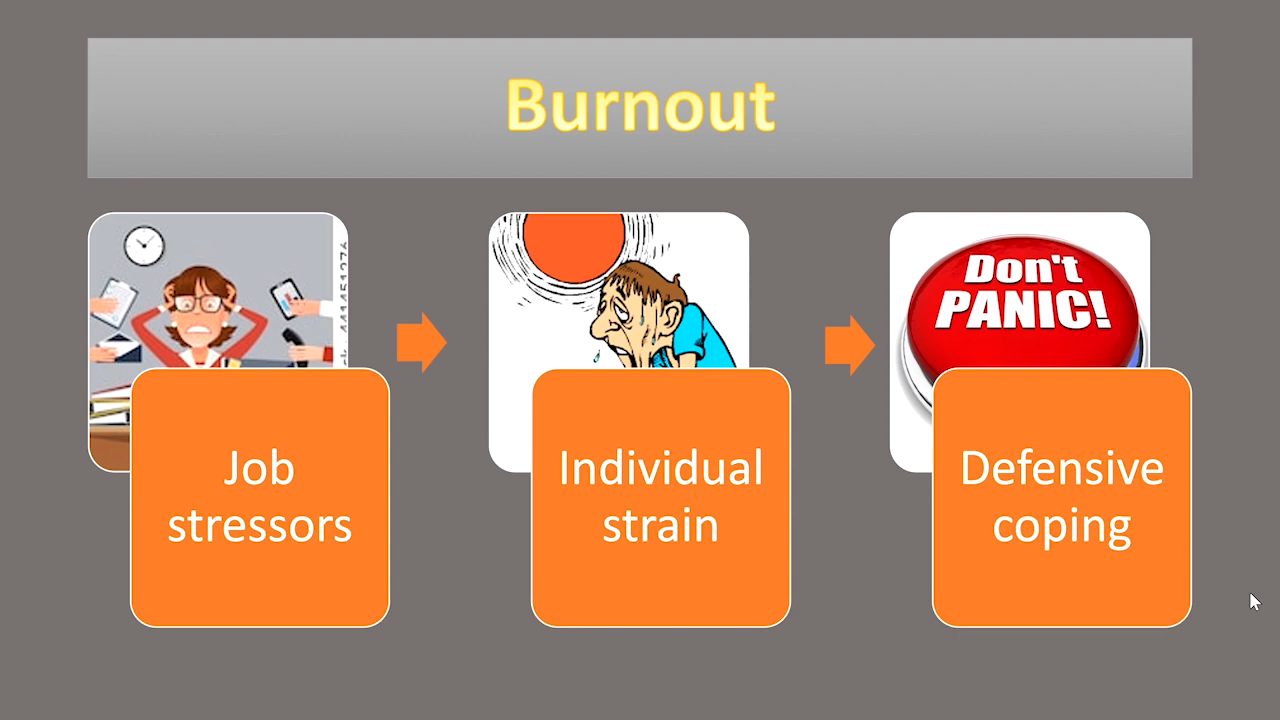 Burnout
Don't
PANIC!
Job
stressors
Individual
strain
Defensive
coping